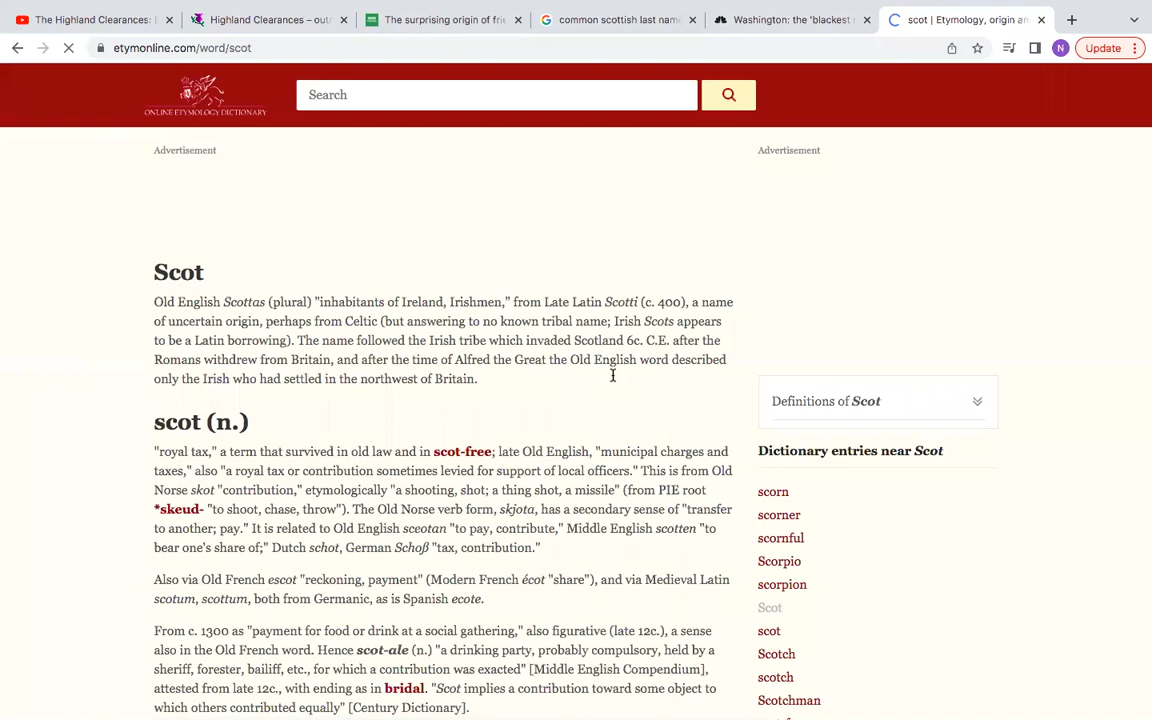 The Highland Clearances: E
Highland Clearances – outr
The surprising origin of frie
common scottish last name
Washington: the 'blackest n
scot | Etymology, origin an
etymonline.com/word/scot
N
Update
ONLINE ETYMOLOGY DICTIONARY
Search
Advertisement
Advertisement
Scot
Old English Scottas (plural) "inhabitants of Ireland, Irishmen," from Late Latin Scotti (c. 400), a name
of uncertain origin, perhaps from Celtic (but answering to no known tribal name; Irish Scots appears
to be a Latin borrowing). The name followed the Irish tribe which invaded Scotland 6c. C.E. after the
Romans withdrew from Britain, and after the time of Alfred the Great the Old English word described
only the Irish who had settled in the northwest of Britain.
scot (n.)
"royal tax," a term that survived in old law and in scot-free; late Old English, "municipal charges and
taxes," also "a royal tax or contribution sometimes levied for support of local officers." This is from Old
Norse skot "contribution," etymologically "a shooting, shot; a thing shot, a missile" (from PIE root
*skeud- "to shoot, chase, throw"). The Old Norse verb form, skjota, has a secondary sense of "transfer
to another; pay." It is related to Old English sceotan "to pay, contribute," Middle English scotten "to
bear one's share of;" Dutch schot, German Schoß "tax, contribution."
Also via Old French escot "reckoning, payment" (Modern French écot "share"), and via Medieval Latin
scotum, scottum, both from Germanic, as is Spanish ecote.
From c. 1300 as "payment for food or drink at a social gathering," also figurative (late 12c.), a sense
also in the Old French word. Hence scot-ale (n.) "a drinking party, probably compulsory, held by a
sheriff, forester, bailiff, etc., for which a contribution was exacted" [Middle English Compendium],
attested from late 12c., with ending as in bridal. "Scot implies a contribution toward some object to
which others contributed equally" [Century Dictionary].
Definitions of Scot
Dictionary entries near Scot
scorn
scorner
scornful
Scorpio
scorpion
Scot
scot
Scotch
scotch
Scotchman